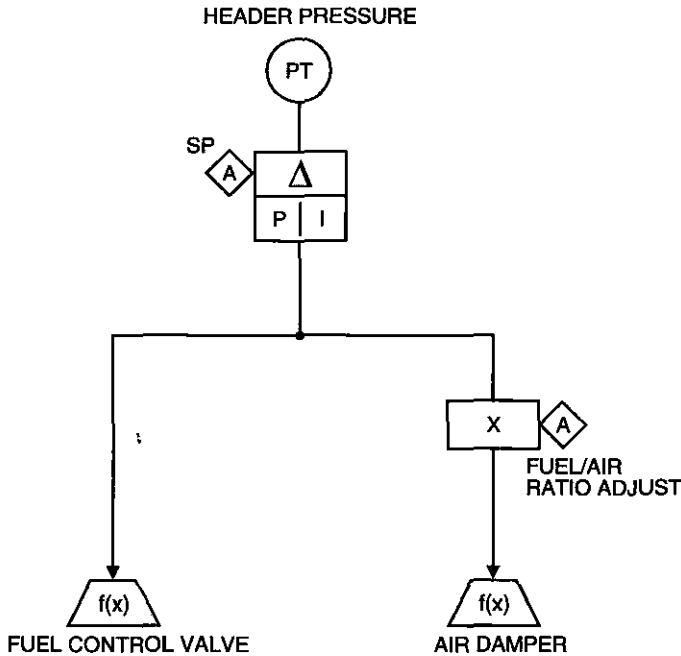 HEADER PRESSURE
PT
SP
A
Δ
P I
X
A
FUEL/AIR
RATIO ADJUST
f(x)
f(x)
FUEL CONTROL VALVE
AIR DAMPER